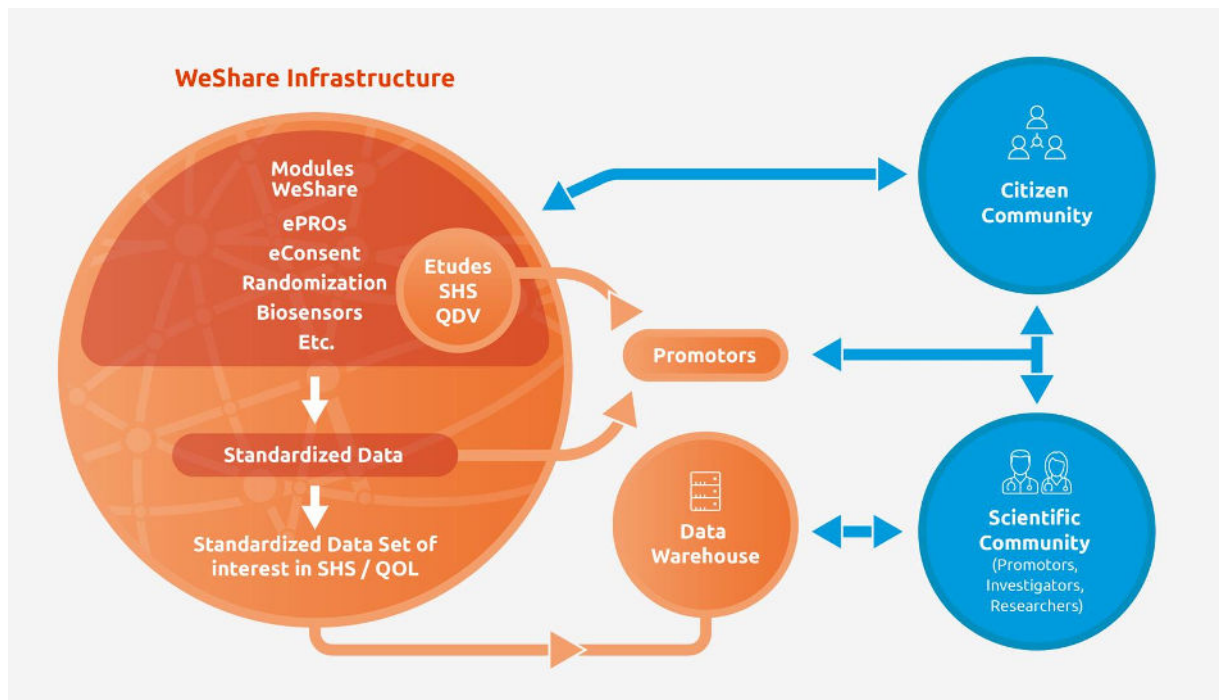 WeShare Infrastructure
Modules
WeShare
ePROs
eConsent
Randomization
Biosensors
Etc.
Etudes
SHS
QDV
Standardized Data
Standardized Data Set of
interest in SHS / QOL
Promotors
Data
Warehouse
Citizen
Community
Scientific
Community
(Promotors,
Investigators,
Researchers)